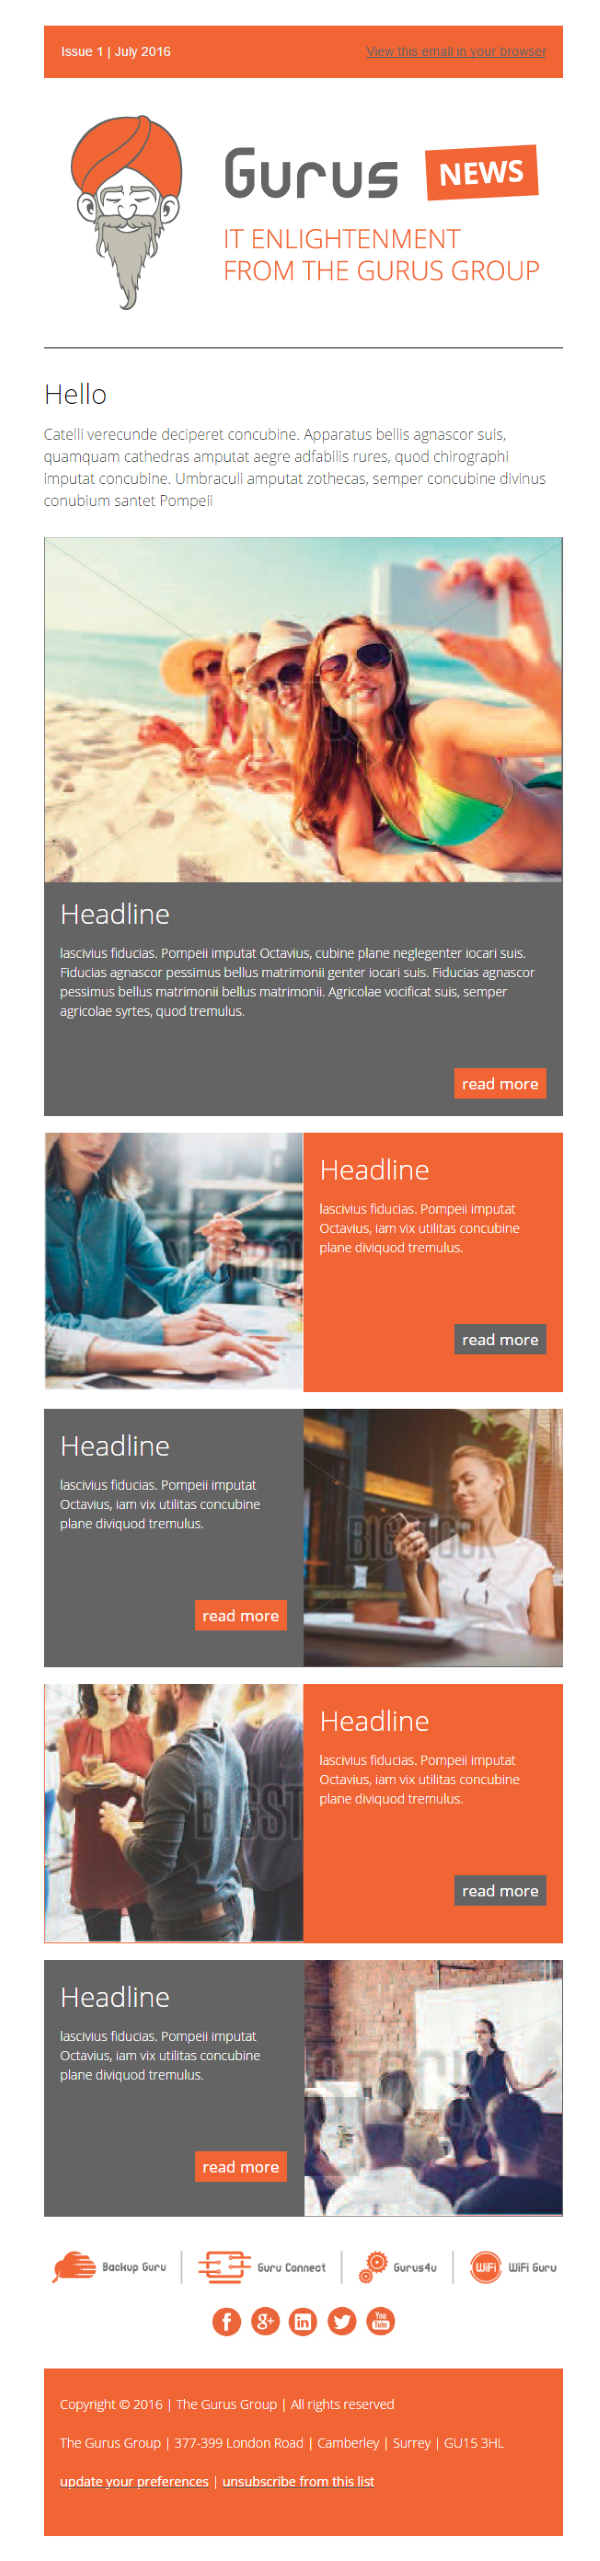 Issue 1 | July 2016
View this email in your browser
Gurus NEWS
IT ENLIGHTENMENT
FROM THE GURUS GROUP
Hello
Catelli verecunde deciperet concubine. Apparatus bellis agnascor suis,
quamquam cathedras amputat aegre adfabilis rures, quod chirographi
imputat concubine. Umbraculi amputat zothecas, semper concubine divinus
conubium santet Pompeii
Headline
lascivius fiducias. Pompeii imputat Octavius, cubine plane neglegenter iocari suis.
Fiducias agnascor pessimus bellus matrimonii genter iocari suis. Fiducias agnascor
pessimus bellus matrimonii bellus matrimonii. Agricolae vocificat suis, semper
agricolae syrtes, quod tremulus.
read more
Headline
lascivius fiducias. Pompeii imputat
Octavius, iam vix utilitas concubine
plane diviquod tremulus.
read more
Headline
lascivius fiducias. Pompeii imputat
Octavius, iam vix utilitas concubine
plane diviquod tremulus.
read more
Headline
lascivius fiducias. Pompeii imputat
Octavius, iam vix utilitas concubine
plane diviquod tremulus.
read more
Headline
lascivius fiducias. Pompeii imputat
Octavius, iam vix utilitas concubine
plane diviquod tremulus.
read more
Backup Guru | Guru Connect | Gurus4u | WiFi WiFi Guru
f g+ in You Tube
Copyright © 2016 | The Gurus Group | All rights reserved
The Gurus Group | 377-399 London Road | Camberley | Surrey | GU15 3HL
update your preferences | unsubscribe from this list